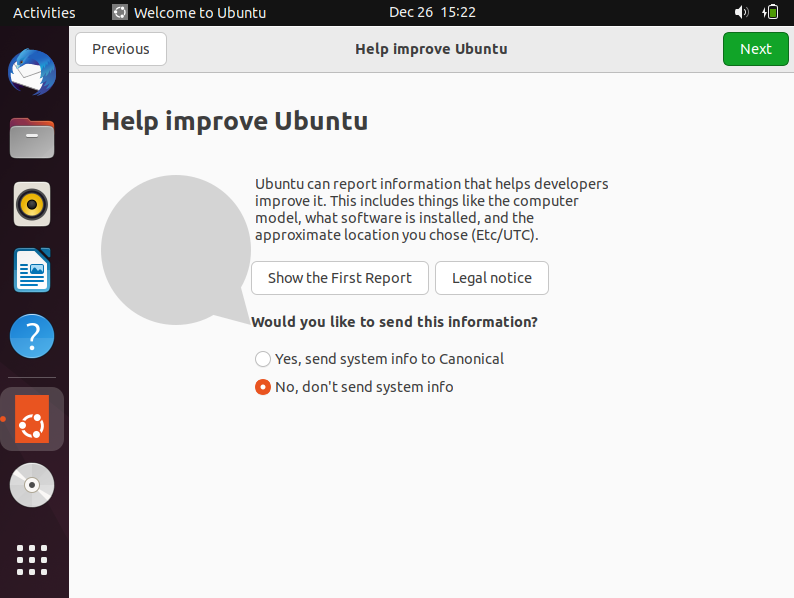 Activities Welcome to Ubuntu Dec 26 15:22
Previous Help improve Ubuntu Next
Help improve Ubuntu
Ubuntu can report information that helps developers
improve it. This includes things like the computer
model, what software is installed, and the
approximate location you chose (Etc/UTC).
Show the First Report Legal notice
Would you like to send this information?
Yes, send system info to Canonical
No, don't send system info